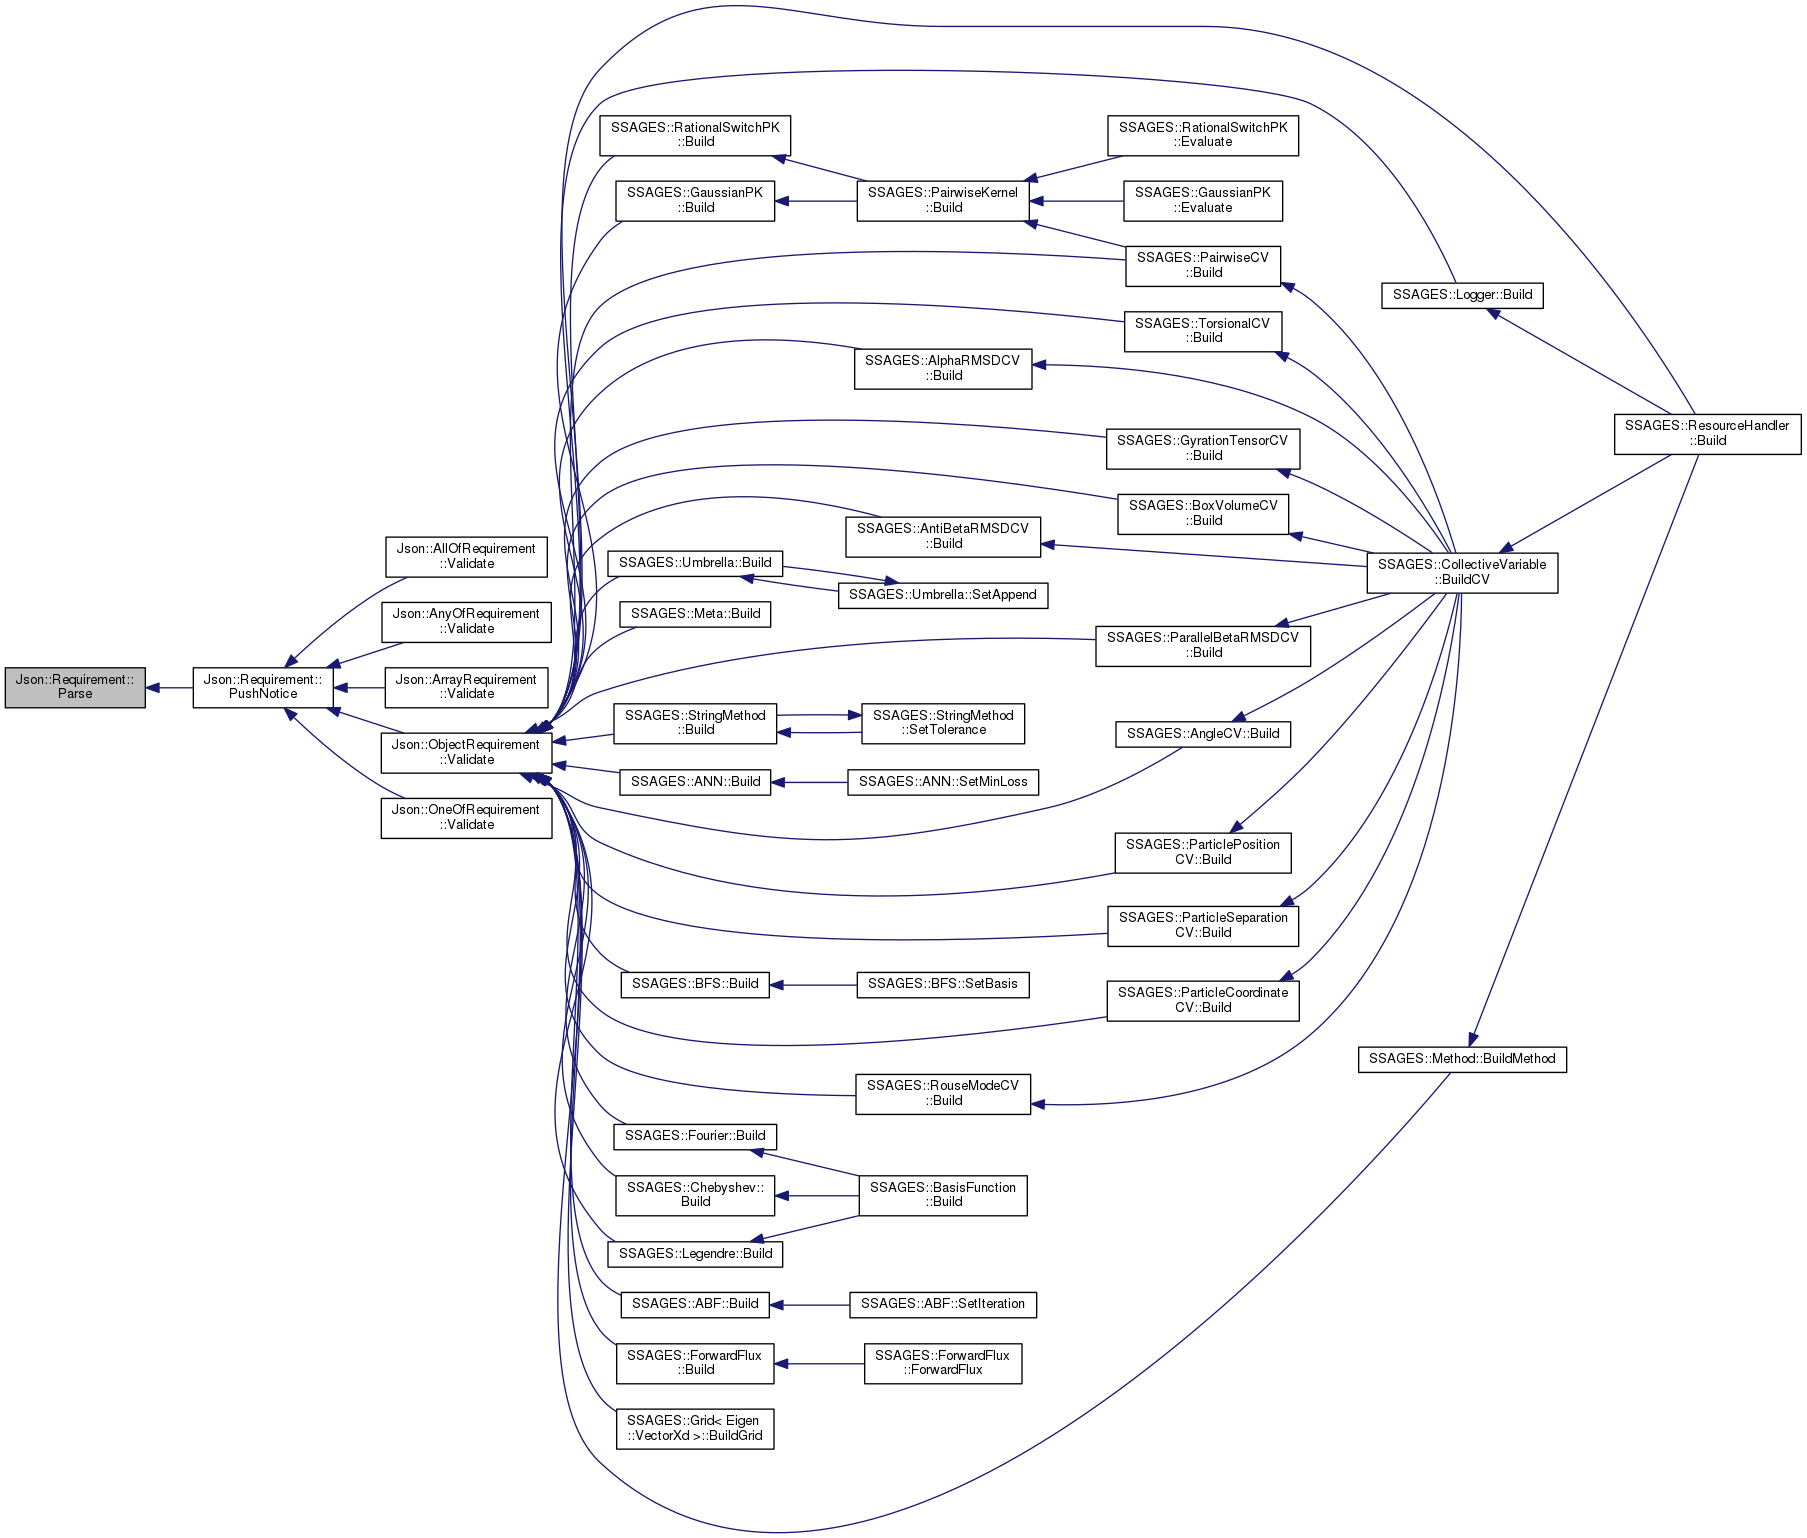 Json::Requirement::
Parse
Json::Requirement::
PushNotice
Json::AllOfRequirement
::Validate
Json::AnyOfRequirement
::Validate
Json::ArrayRequirement
::Validate
Json::ObjectRequirement
::Validate
Json::OneOfRequirement
::Validate
SSAGES::RationalSwitchPK
::Build
SSAGES::GaussianPK
::Build
SSAGES::Umbrella::Build
SSAGES::Meta::Build
SSAGES::StringMethod
::Build
SSAGES::ANN::Build
SSAGES::BFS::Build
SSAGES::Fourier::Build
SSAGES::Chebyshev::
Build
SSAGES::Legendre::Build
SSAGES::ABF::Build
SSAGES::ForwardFlux
::Build
SSAGES::Grid< Eigen
::VectorXd >::BuildGrid
SSAGES::PairwiseKernel
::Build
SSAGES::AlphaRMSDCV
::Build
SSAGES::AntiBetaRMSDCV
::Build
SSAGES::Umbrella::SetAppend
SSAGES::StringMethod
::SetTolerance
SSAGES::ANN::SetMinLoss
SSAGES::BFS::SetBasis
SSAGES::RouseModeCV
::Build
SSAGES::BasisFunction
::Build
SSAGES::ABF::SetIteration
SSAGES::ForwardFlux
::ForwardFlux
SSAGES::RationalSwitchPK
::Evaluate
SSAGES::GaussianPK
::Evaluate
SSAGES::PairwiseCV
::Build
SSAGES::TorsionalCV
::Build
SSAGES::GyrationTensorCV
::Build
SSAGES::BoxVolumeCV
::Build
SSAGES::ParallelBetaRMSDCV
::Build
SSAGES::AngleCV::Build
SSAGES::ParticlePosition
CV::Build
SSAGES::ParticleSeparation
CV::Build
SSAGES::ParticleCoordinate
CV::Build
SSAGES::Logger::Build
SSAGES::CollectiveVariable
::BuildCV
SSAGES::Method::BuildMethod
SSAGES::ResourceHandler
::Build